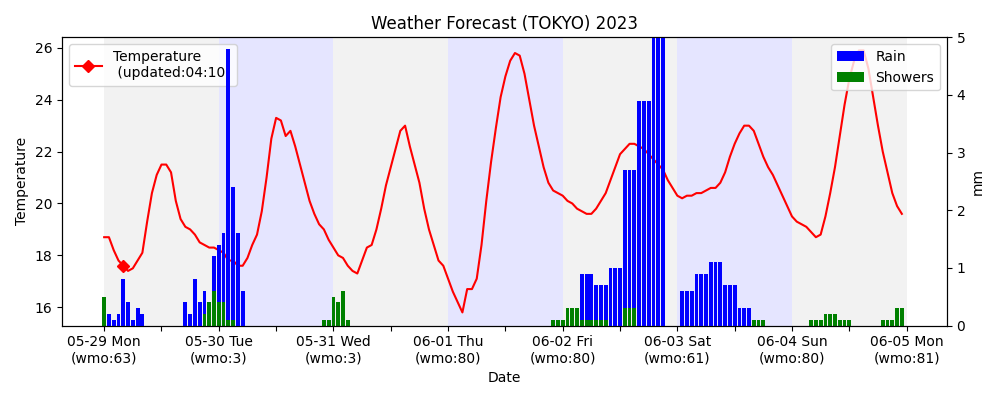 Weather Forecast (TOKYO) 2023
Temperature
(updated:04:10
Rain
Showers
26
24
22
20
18
16
Temperature
5
4
3
2
1
0
mm
05-29 Mon
(wmo:63)
05-30 Tue
(wmo:3)
05-31 Wed
(wmo:3)
06-01 Thu
(wmo:80)
06-02 Fri
(wmo:80)
06-03 Sat
(wmo:61)
06-04 Sun
(wmo:80)
06-05 Mon
(wmo:81)
Date